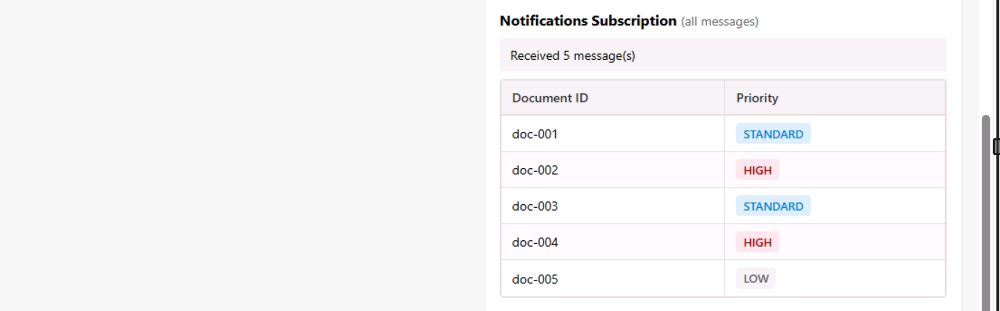 Notifications Subscription (all messages)
Received 5 message(s)
Document ID Priority
doc-001 STANDARD
doc-002 HIGH
doc-003 STANDARD
doc-004 HIGH
doc-005 LOW